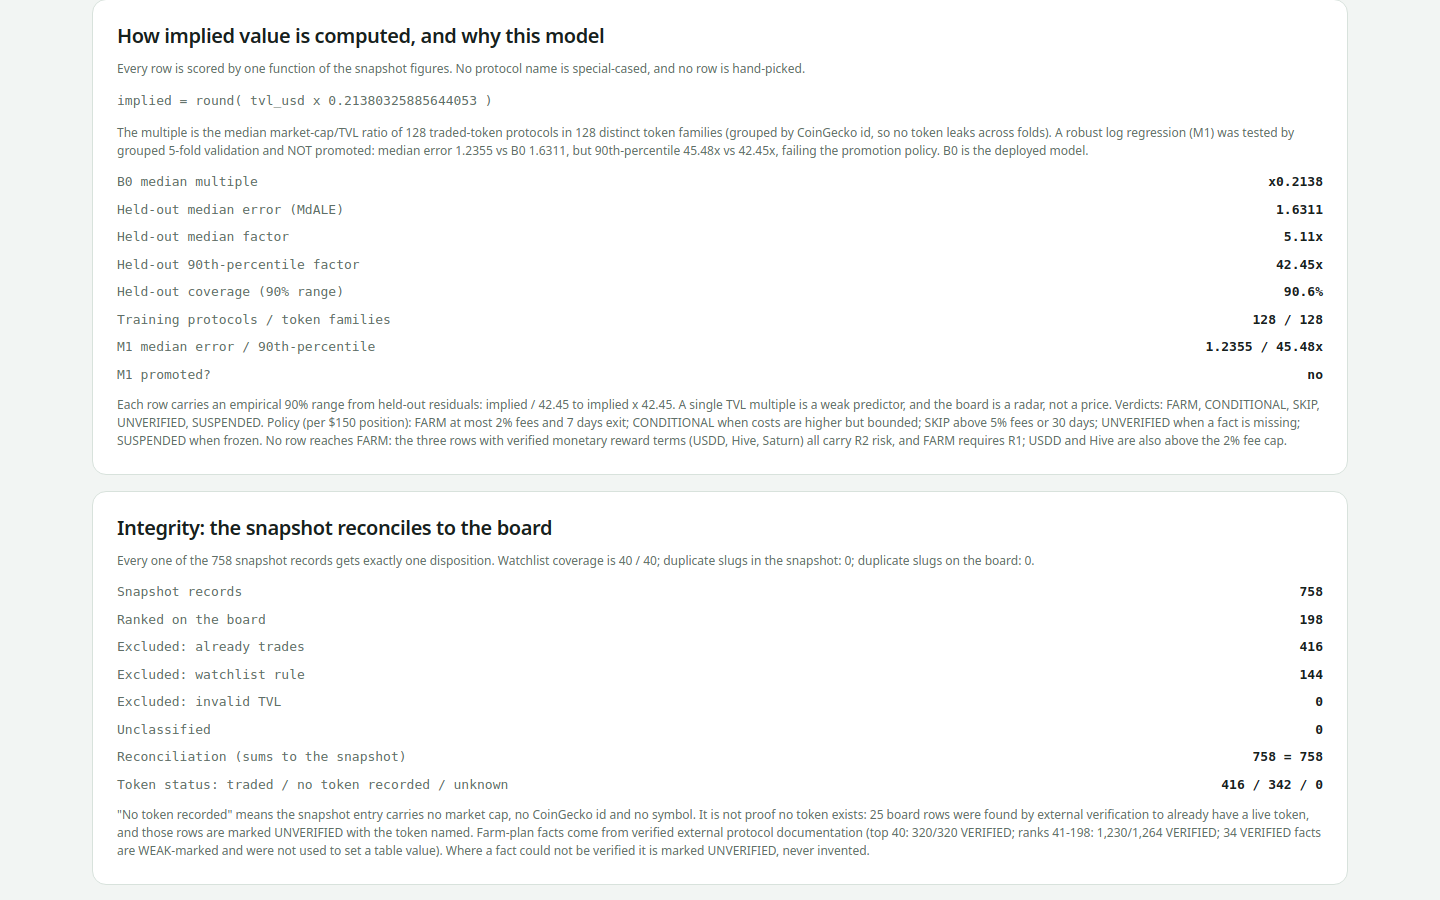 How implied value is computed, and why this model
Every row is scored by one function of the snapshot figures. No protocol name is special-cased, and no row is hand-picked.
implied = round( tvl_usd x 0.21380325885644053 )
The multiple is the median market-cap/TVL ratio of 128 traded-token protocols in 128 distinct token families (grouped by CoinGecko id, so no token leaks across folds). A robust log regression (M1) was tested by
grouped 5-fold validation and NOT promoted: median error 1.2355 vs B0 1.6311, but 90th-percentile 45.48x vs 42.45x, failing the promotion policy. B0 is the deployed model.
B0 median multiple x0.2138
Held-out median error (MdALE) 1.6311
Held-out median factor 5.11x
Held-out 90th-percentile factor 42.45x
Held-out coverage (90% range) 90.6%
Training protocols / token families 128 / 128
M1 median error / 90th-percentile 1.2355 / 45.48x
M1 promoted? no
Each row carries an empirical 90% range from held-out residuals: implied / 42.45 to implied x 42.45. A single TVL multiple is a weak predictor, and the board is a radar, not a price. Verdicts: FARM, CONDITIONAL, SKIP,
UNVERIFIED, SUSPENDED. Policy (per $150 position): FARM at most 2% fees and 7 days exit; CONDITIONAL when costs are higher but bounded; SKIP above 5% fees or 30 days; UNVERIFIED when a fact is missing;
SUSPENDED when frozen. No row reaches FARM: the three rows with verified monetary reward terms (USDD, Hive, Saturn) all carry R2 risk, and FARM requires R1; USDD and Hive are also above the 2% fee cap.
Integrity: the snapshot reconciles to the board
Every one of the 758 snapshot records gets exactly one disposition. Watchlist coverage is 40 / 40; duplicate slugs in the snapshot: 0; duplicate slugs on the board: 0.
Snapshot records 758
Ranked on the board 198
Excluded: already trades 416
Excluded: watchlist rule 144
Excluded: invalid TVL 0
Unclassified 0
Reconciliation (sums to the snapshot) 758 = 758
Token status: traded / no token recorded / unknown 416 / 342 / 0
"No token recorded" means the snapshot entry carries no market cap, no CoinGecko id and no symbol. It is not proof no token exists: 25 board rows were found by external verification to already have a live token,
and those rows are marked UNVERIFIED with the token named. Farm-plan facts come from verified external protocol documentation (top 40: 320/320 VERIFIED; ranks 41-198: 1,230/1,264 VERIFIED; 34 VERIFIED facts
are WEAK-marked and were not used to set a table value). Where a fact could not be verified it is marked UNVERIFIED, never invented.